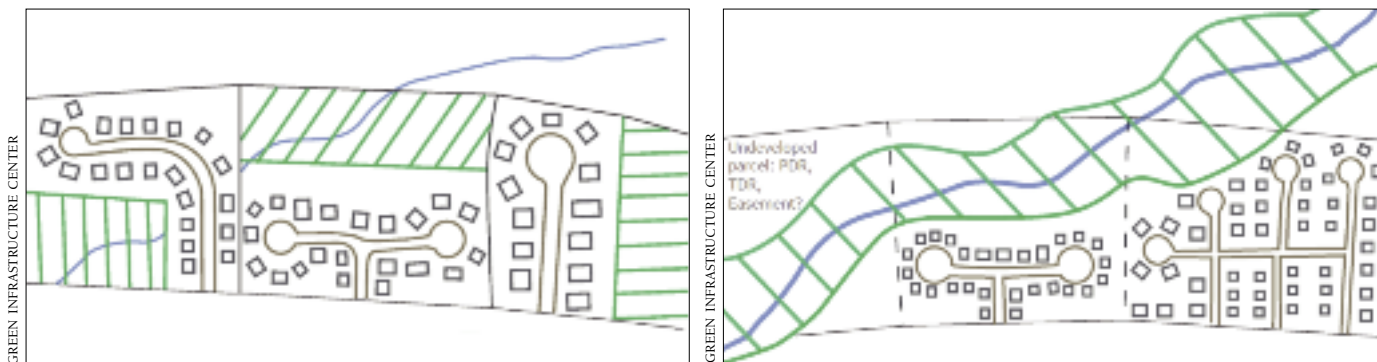 GREEN INFRASTRUCTURE CENTER
GREEN INFRASTRUCTURE CENTER
Undeveloped
parcel: PDR,
TDR,
Easement?